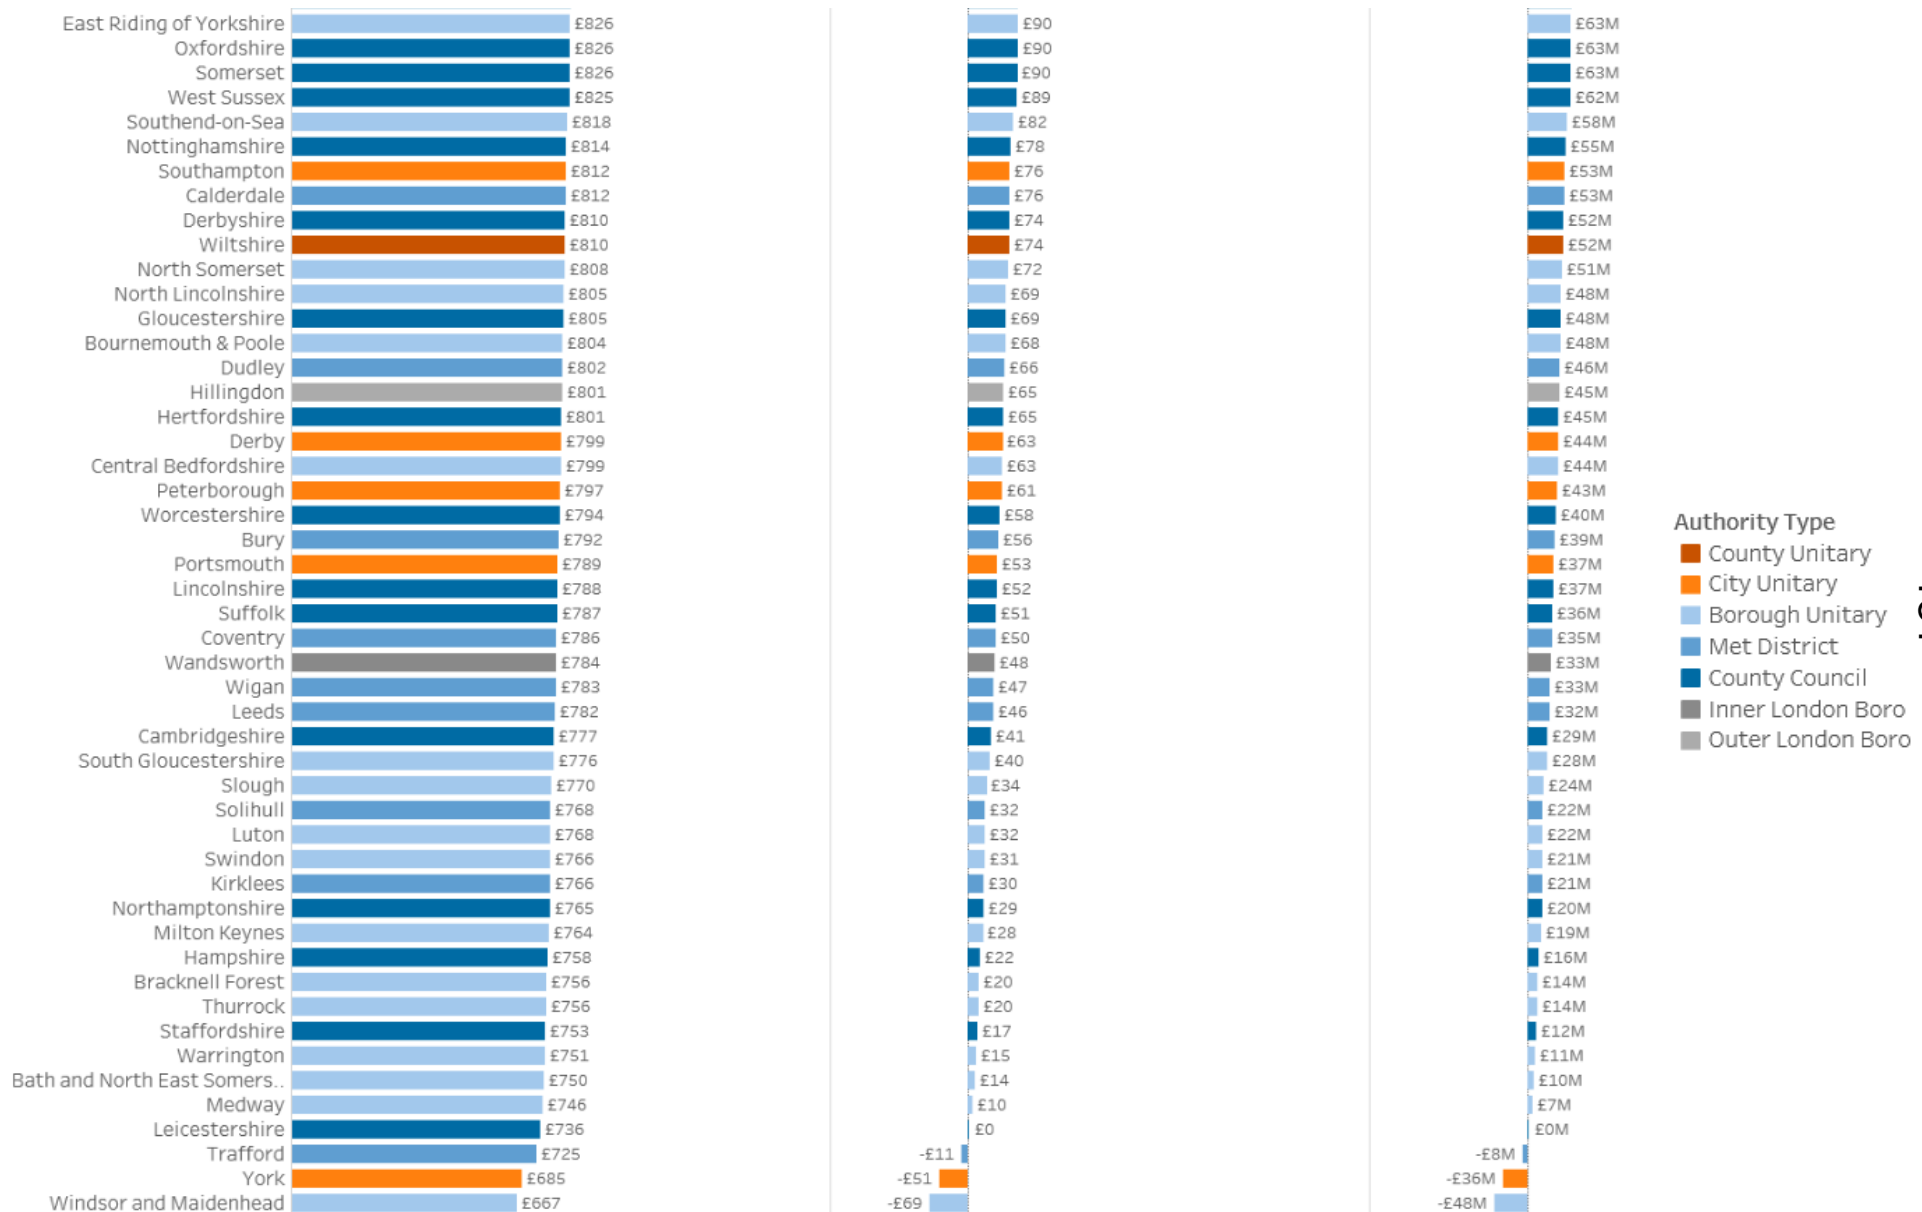 East Riding of Yorkshire £826 £90 £63M
Oxfordshire £826 £90 £63M
Somerset £826 £90 £63M
West Sussex £825 £89 £62M
Southend-on-Sea £818 £82 £58M
Nottinghamshire £814 £78 £55M
Southampton £812 £76 £53M
Calderdale £812 £76 £53M
Derbyshire £810 £74 £52M
Wiltshire £810 £74 £52M
North Somerset £808 £72 £51M
North Lincolnshire £805 £69 £48M
Gloucestershire £805 £69 £48M
Bournemouth & Poole £804 £68 £48M
Dudley £802 £66 £46M
Hillingdon £801 £65 £45M
Hertfordshire £801 £65 £45M
Derby £799 £63 £44M
Central Bedfordshire £799 £63 £44M
Peterborough £797 £61 £43M
Worcestershire £794 £58 £40M
Bury £792 £56 £39M
Portsmouth £789 £53 £37M
Lincolnshire £788 £52 £37M
Suffolk £787 £51 £36M
Coventry £786 £50 £35M
Wandsworth £784 £48 £33M
Wigan £783 £47 £33M
Leeds £782 £46 £32M
Cambridgeshire £777 £41 £29M
South Gloucestershire £776 £40 £28M
Slough £770 £34 £24M
Solihull £768 £32 £22M
Luton £768 £32 £22M
Swindon £766 £31 £21M
Kirklees £766 £30 £21M
Northamptonshire £765 £29 £20M
Milton Keynes £764 £28 £19M
Hampshire £758 £22 £16M
Bracknell Forest £756 £20 £14M
Thurrock £756 £20 £14M
Staffordshire £753 £17 £12M
Warrington £751 £15 £11M
Bath and North East Somers.. £750 £14 £10M
Medway £746 £10 £7M
Leicestershire £736 £0 £0M
Trafford £725 -£11 -£8M
York £685 -£51 -£36M
Windsor and Maidenhead £667 -£69 -£48M
Authority Type
County Unitary
City Unitary
Borough Unitary
Met District
County Council
Inner London Boro
Outer London Boro